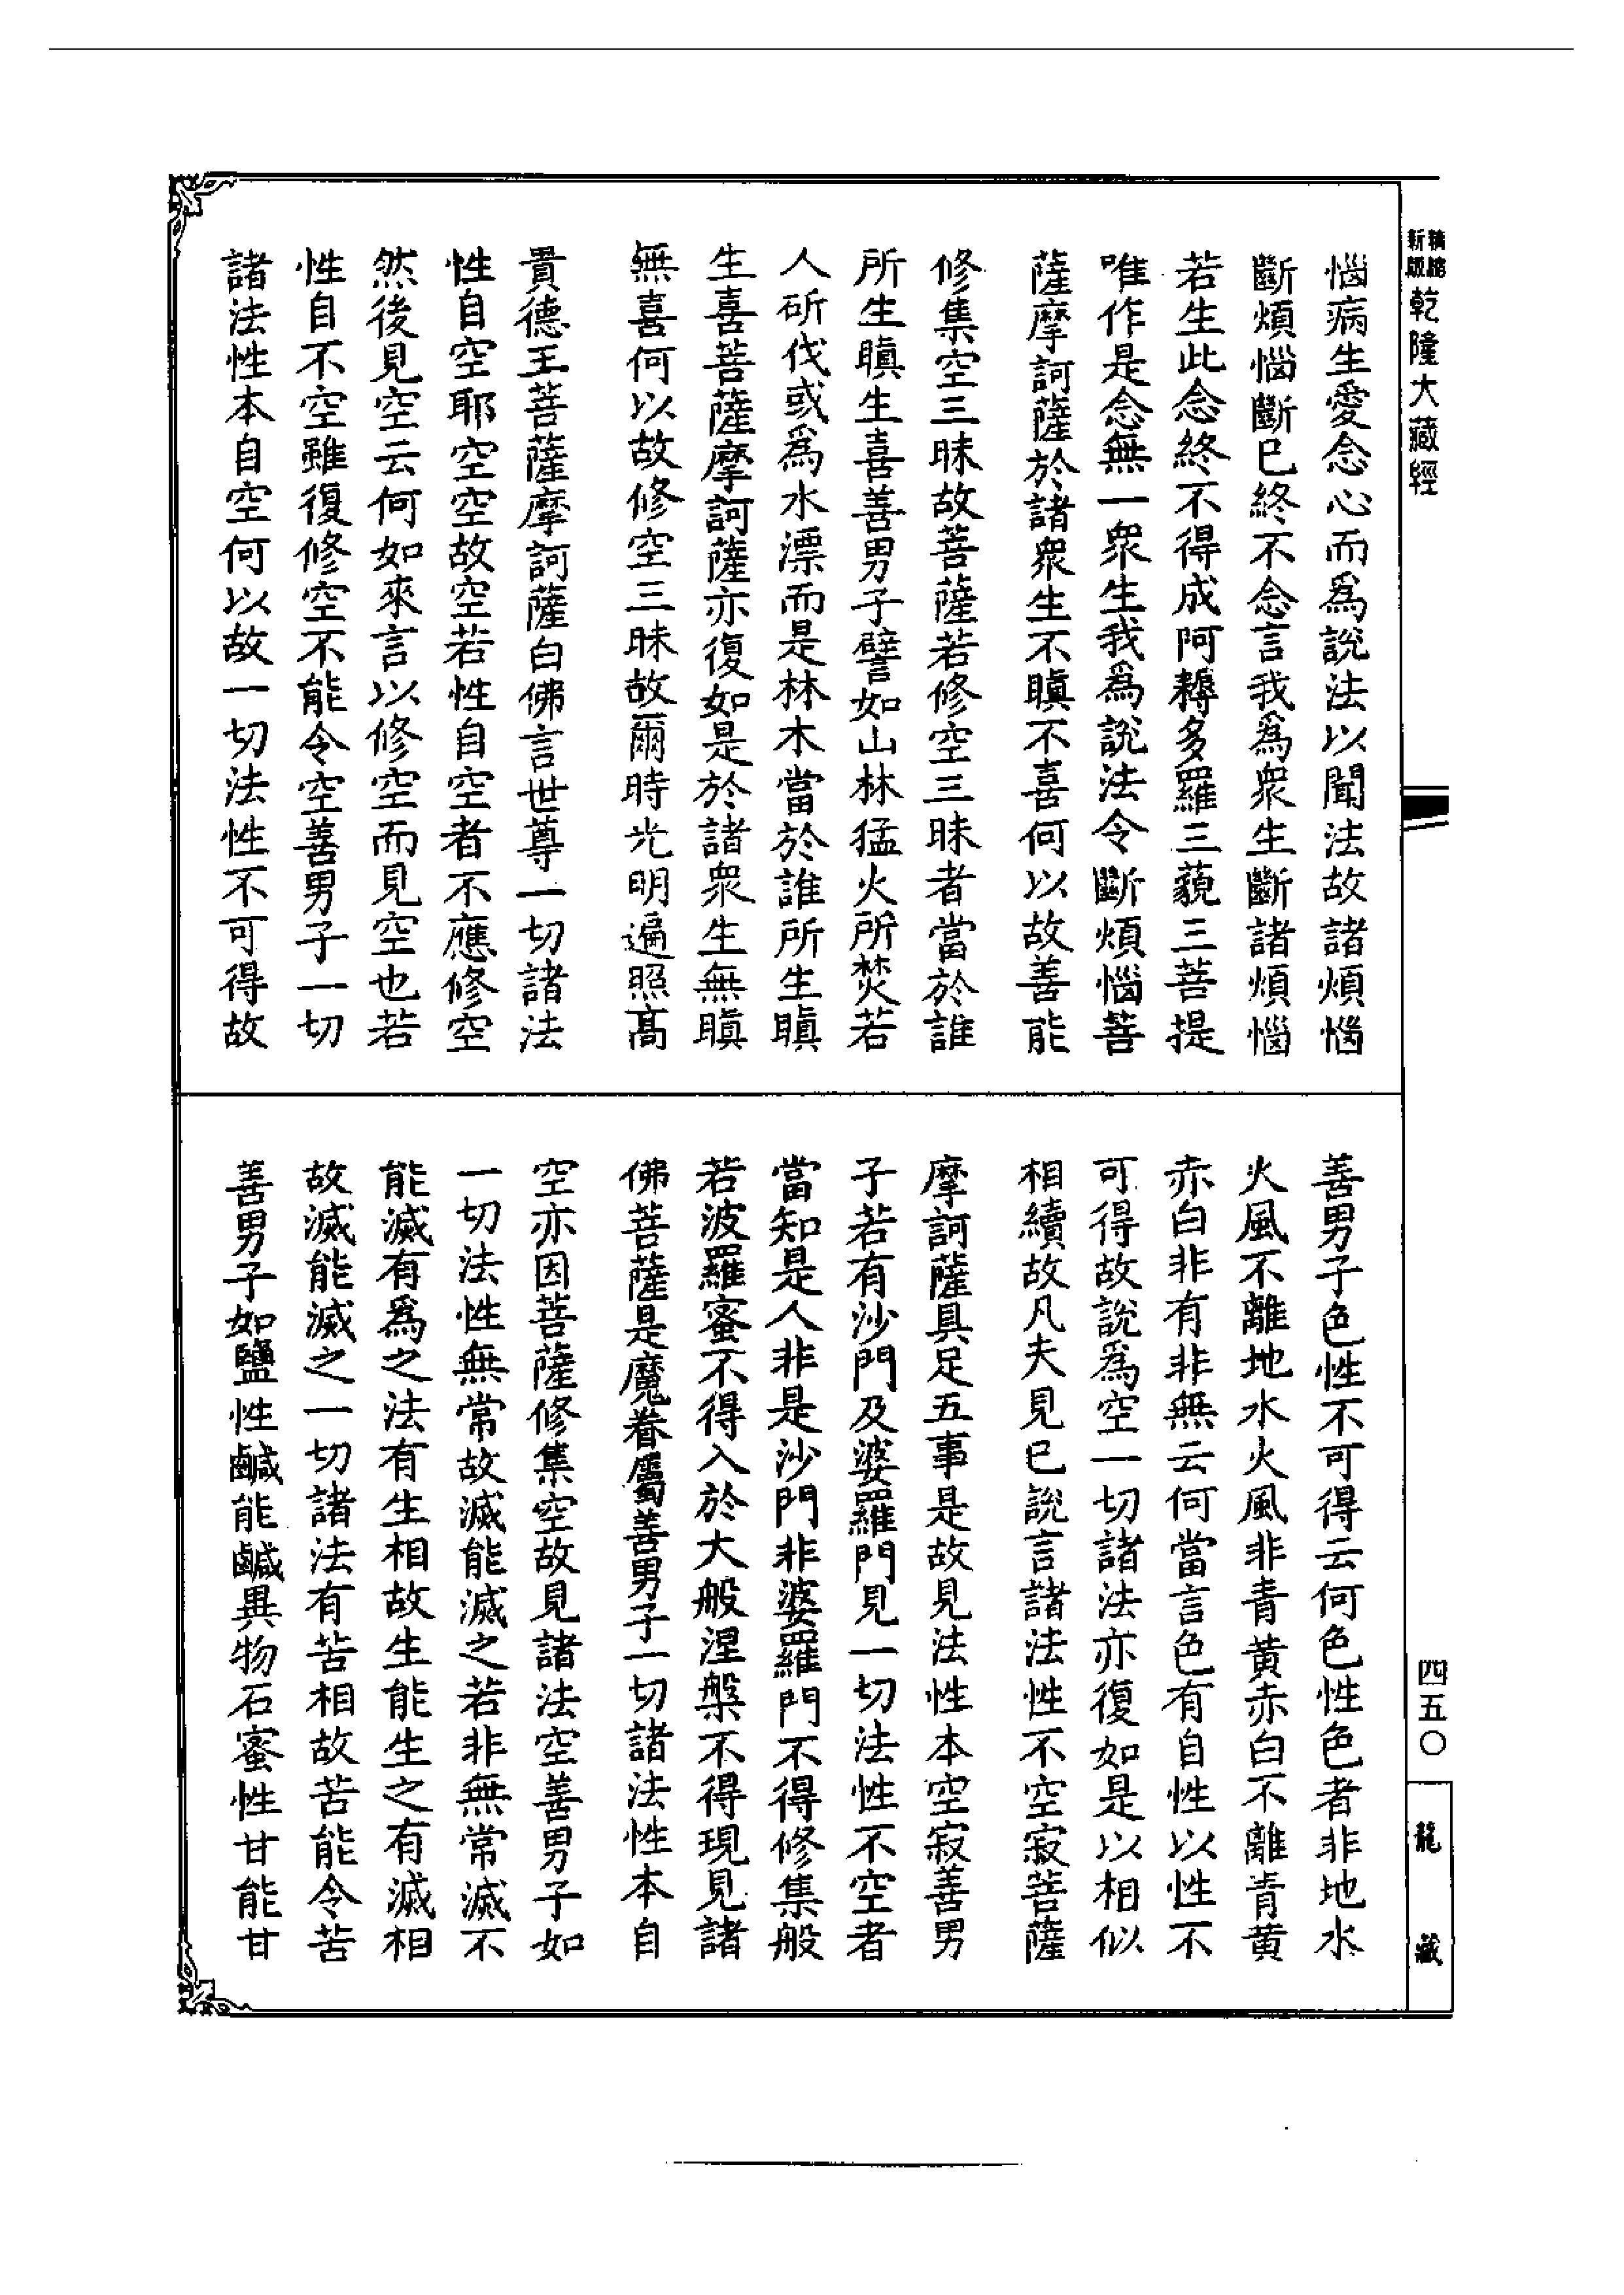 新版精縮
乾隆大藏經
惱病生愛念心而爲說法以聞法故諸煩惱
斷煩惱斷已終不念言我爲衆生斷諸煩惱
若生此念終不得成阿耨多羅三藐三菩提
唯作是念無一衆生我爲說法令斷煩惱菩
薩摩訶薩於諸衆生不瞋不喜何以故善能
修集空三昧故菩薩若修空三昧者當於誰
所生瞋生喜善男子譬如山林猛火所焚若
人斫伐或爲水漂而是林木當於誰所生瞋
生喜菩薩摩訶薩亦復如是於諸衆生無瞋
無喜何以故修空三昧故爾時光明遍照高
貴德王菩薩摩訶薩白佛言世尊一切諸法
性自空耶空空故空若性自空者不應修空
然後見空云何如來言以修空而見空也若
性自不空雖復修空不能令空善男子一切
諸法性本自空何以故一切法性不可得故
善男子色性不可得云何色性色者非地水
火風不離地水火風非青黃赤白不離青黃
赤白非有非無云何當言色有自性以性不
可得故說爲空一切諸法亦復如是以相似
相續故凡夫見已說言諸法性不空寂菩薩
摩訶薩具足五事是故見法性本空寂善男
子若有沙門及婆羅門見一切法性不空者
當知是人非是沙門非婆羅門不得修集般
若波羅蜜不得入於大般涅槃不得現見諸
佛菩薩是魔眷屬善男子一切諸法性本自
空亦因菩薩修集空故見諸法空善男子如
一切法性無常故滅能滅之若非無常滅不
能滅有爲之法有生相故生能生之有滅相
故滅能滅之一切諸法有苦相故苦能令苦
善男子如鹽性鹹能鹹異物石蜜性甘能甘
四五〇
龍藏